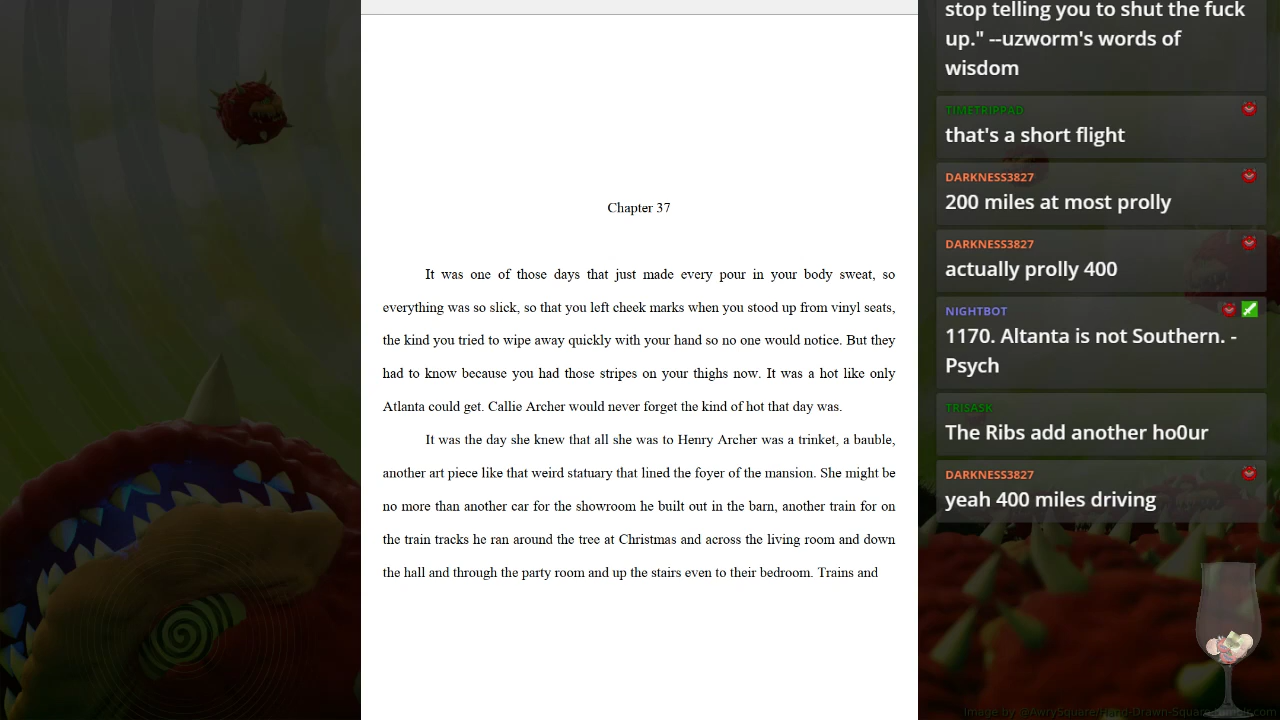 Chapter 37
It was one of those days that just made every pour in your body sweat, so
everything was so slick, so that you left cheek marks when you stood up from vinyl seats,
the kind you tried to wipe away quickly with your hand so no one would notice. But they
had to know because you had those stripes on your thighs now. It was a hot like only
Atlanta could get. Callie Archer would never forget the kind of hot that day was.
It was the day she knew that all she was to Henry Archer was a trinket, a bauble,
another art piece like that weird statuary that lined the foyer of the mansion. She might be
no more than another car for the showroom he built out in the barn, another train for on
the train tracks he ran around the tree at Christmas and across the living room and down
the hall and through the party room and up the stairs even to their bedroom. Trains and
stop telling you to shut the fuck
up." --uzworm's words of
wisdom
TIMETRIPPAD
that's a short flight
DARKNESS3827
200 miles at most prolly
DARKNESS3827
actually prolly 400
NIGHTBOT
1170. Altanta is not Southern. -
Psych
TRISASK
The Ribs add another ho0ur
DARKNESS3827
yeah 400 miles driving